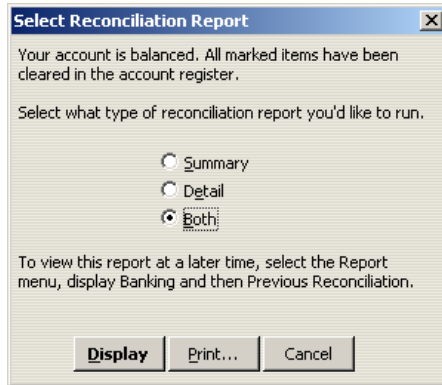 Select Reconciliation Report
Your account is balanced. All marked items have been
cleared in the account register.
Select what type of reconciliation report you'd like to run.
Summary
Detail
Both
To view this report at a later time, select the Report
menu, display Banking and then Previous Reconciliation.
Display Print... Cancel